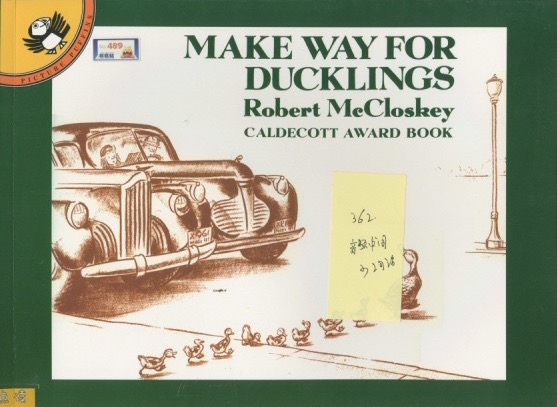 PICTURE PUFFINS
489
MAKE WAY FOR
DUCKLINGS
Robert McCloskey
CALDECOTT AWARD BOOK
362